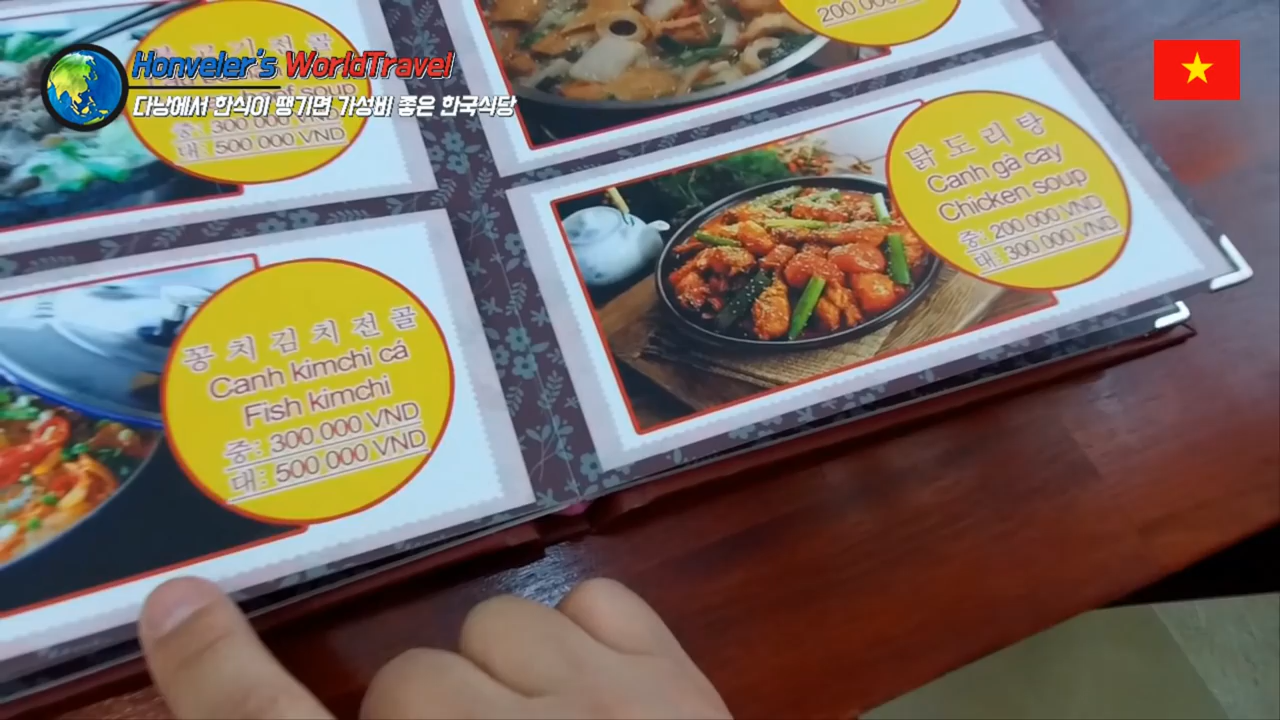 Honveler's WorldTravel
다낭에서 한식이 땡기면 가성비 좋은 한국식당
beef soup
중: 300 000 VND
대: 500 000 VND
200 000
꽁치김치전골
Canh kimchi cá
Fish kimchi
중: 300 000 VND
대: 500 000 VND
닭도리탕
Canh gà cay
Chicken soup
중: 200 000 VND
대: 300 000 VND